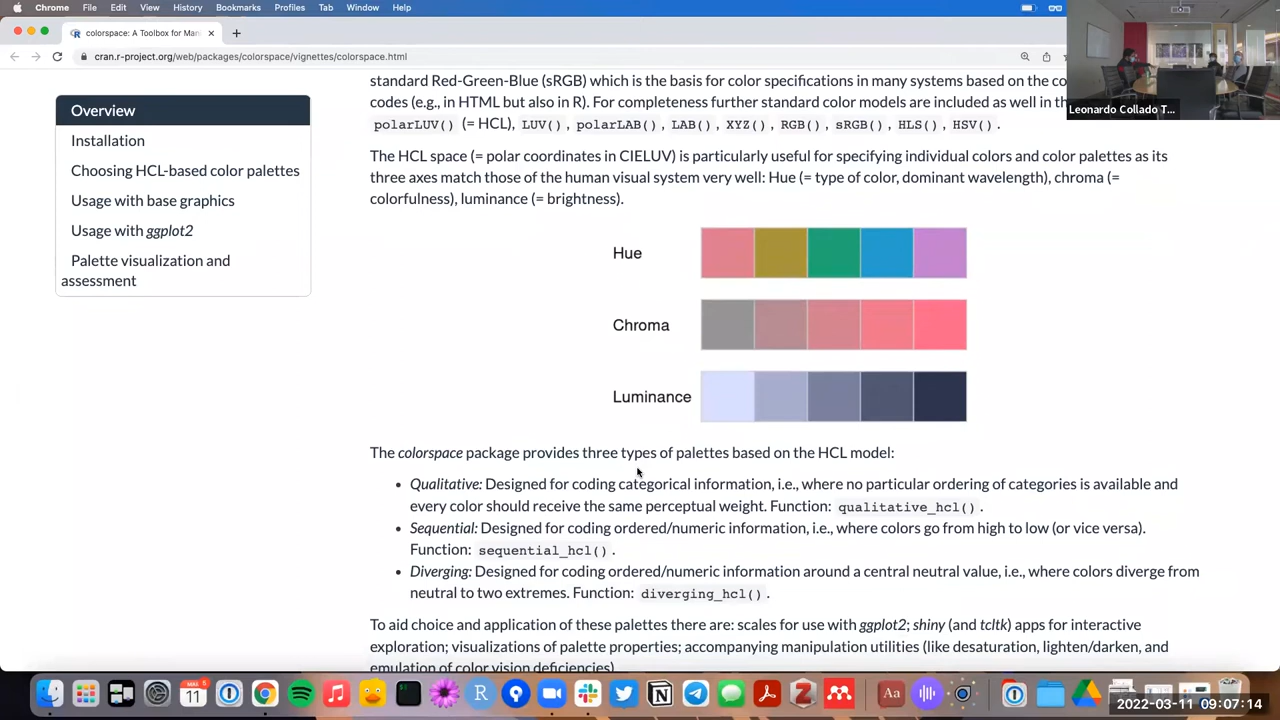 Chrome File Edit View History Bookmarks Profiles Tab Window Help
colorspace: A Toolbox for Man
cran.r-project.org/web/packages/colorspace/vignettes/colorspace.html
Leonardo Collado T...
Overview
Installation
Choosing HCL-based color palettes
Usage with base graphics
Usage with ggplot2
Palette visualization and
assessment
standard Red-Green-Blue (sRGB) which is the basis for color specifications in many systems based on the co
codes (e.g., in HTML but also in R). For completeness further standard color models are included as well in th
polarLUV() (= HCL), LUV(), polarLAB(), LAB(), XYZ(), RGB(), sRGB(), HLS(), HSV().
The HCL space (= polar coordinates in CIELUV) is particularly useful for specifying individual colors and color palettes as its
three axes match those of the human visual system very well: Hue (= type of color, dominant wavelength), chroma (=
colorfulness), luminance (= brightness).
Hue
Chroma
Luminance
The colorspace package provides three types of palettes based on the HCL model:
• Qualitative: Designed for coding categorical information, i.e., where no particular ordering of categories is available and
every color should receive the same perceptual weight. Function: qualitative_hcl().
• Sequential: Designed for coding ordered/numeric information, i.e., where colors go from high to low (or vice versa).
Function: sequential_hcl().
• Diverging: Designed for coding ordered/numeric information around a central neutral value, i.e., where colors diverge from
neutral to two extremes. Function: diverging_hcl().
To aid choice and application of these palettes there are: scales for use with ggplot2; shiny (and tcltk) apps for interactive
exploration; visualizations of palette properties; accompanying manipulation utilities (like desaturation, lighten/darken, and
emulation of color vision deficiencies).
MAR
11
5
R
Aa
2022-03-11 09:07:14